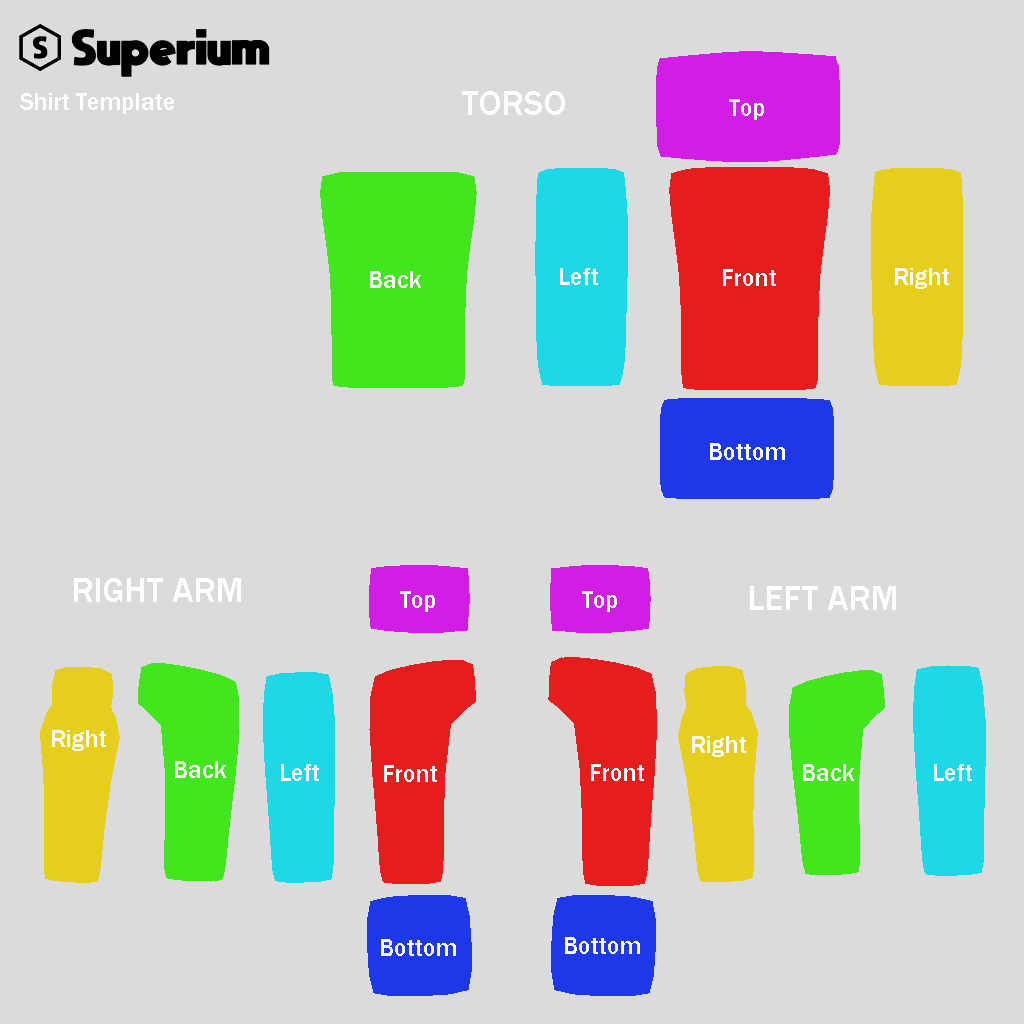 S Superium
Shirt Template
TORSO
Top
Back
Left
Front
Right
Bottom
RIGHT ARM
Top
Top
LEFT ARM
Right
Back
Left
Front
Front
Right
Back
Left
Bottom
Bottom